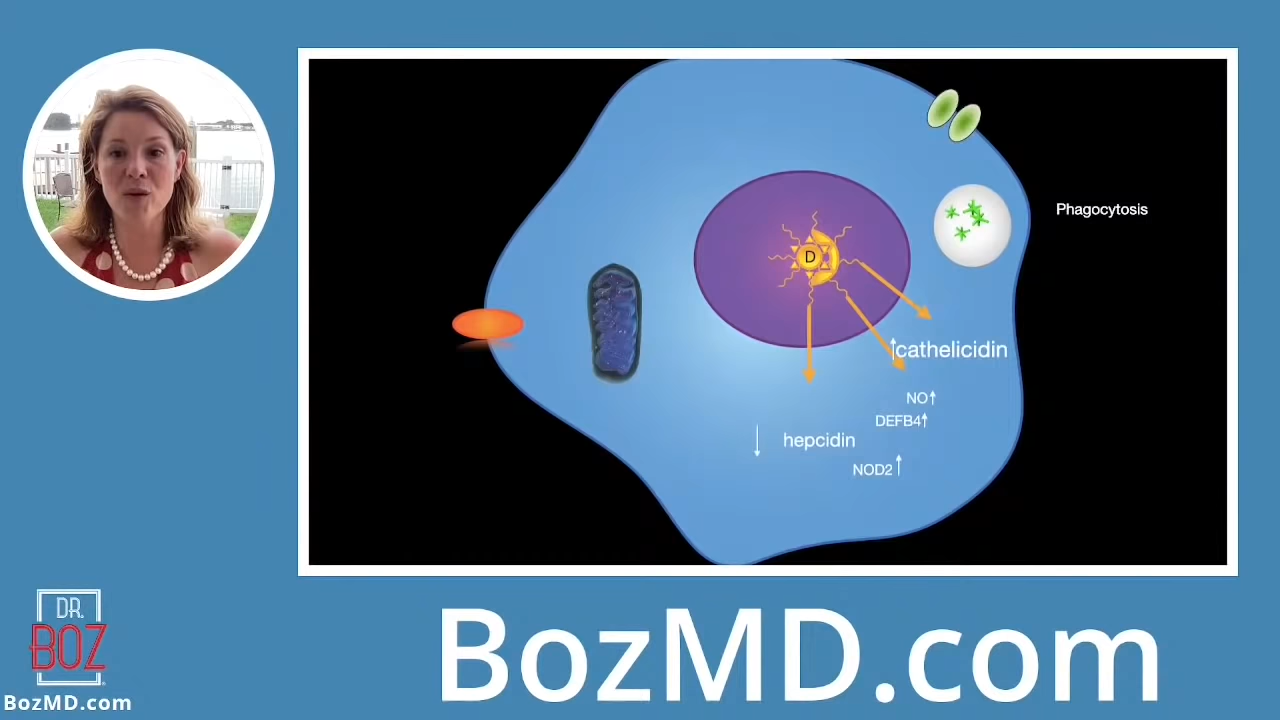 Phagocytosis
D
↑cathelicidin
NO↑
DEFB4↑
↓ hepcidin
NOD2↑
DR.
BOZ
BozMD.com
BozMD.com